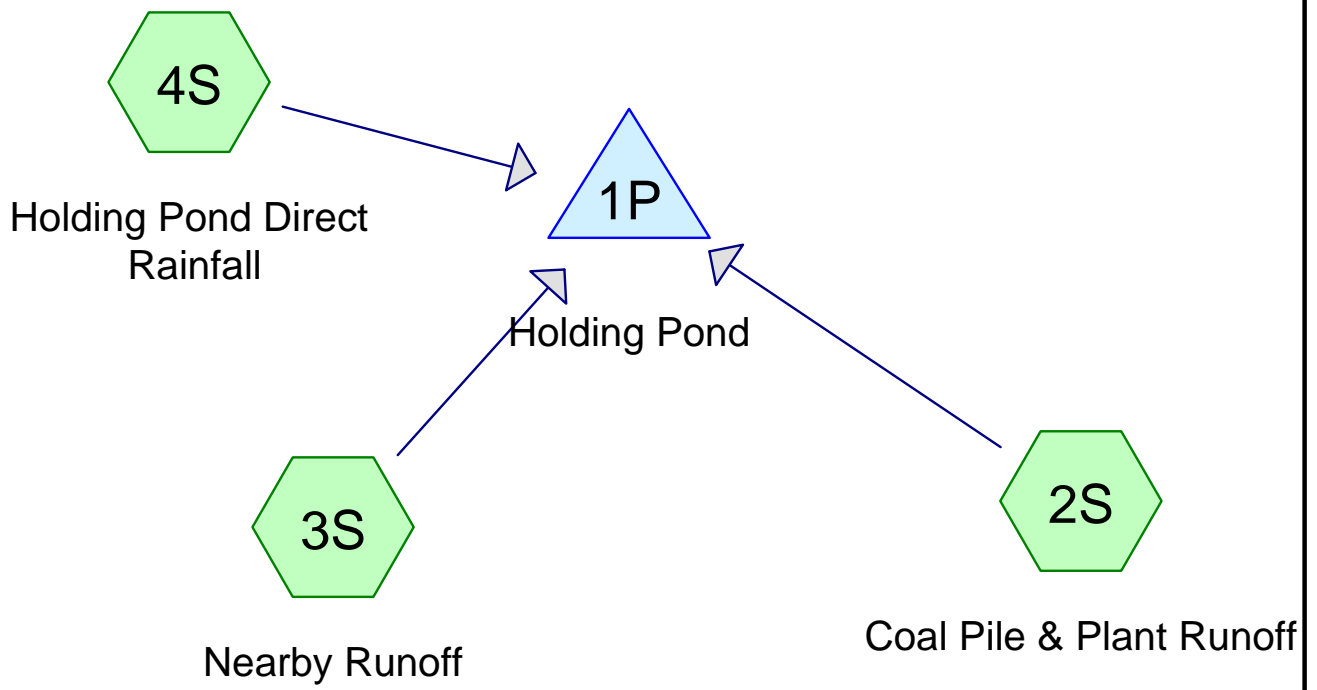 4S
Holding Pond Direct
Rainfall
1P
Holding Pond
3S
Nearby Runoff
2S
Coal Pile & Plant Runoff